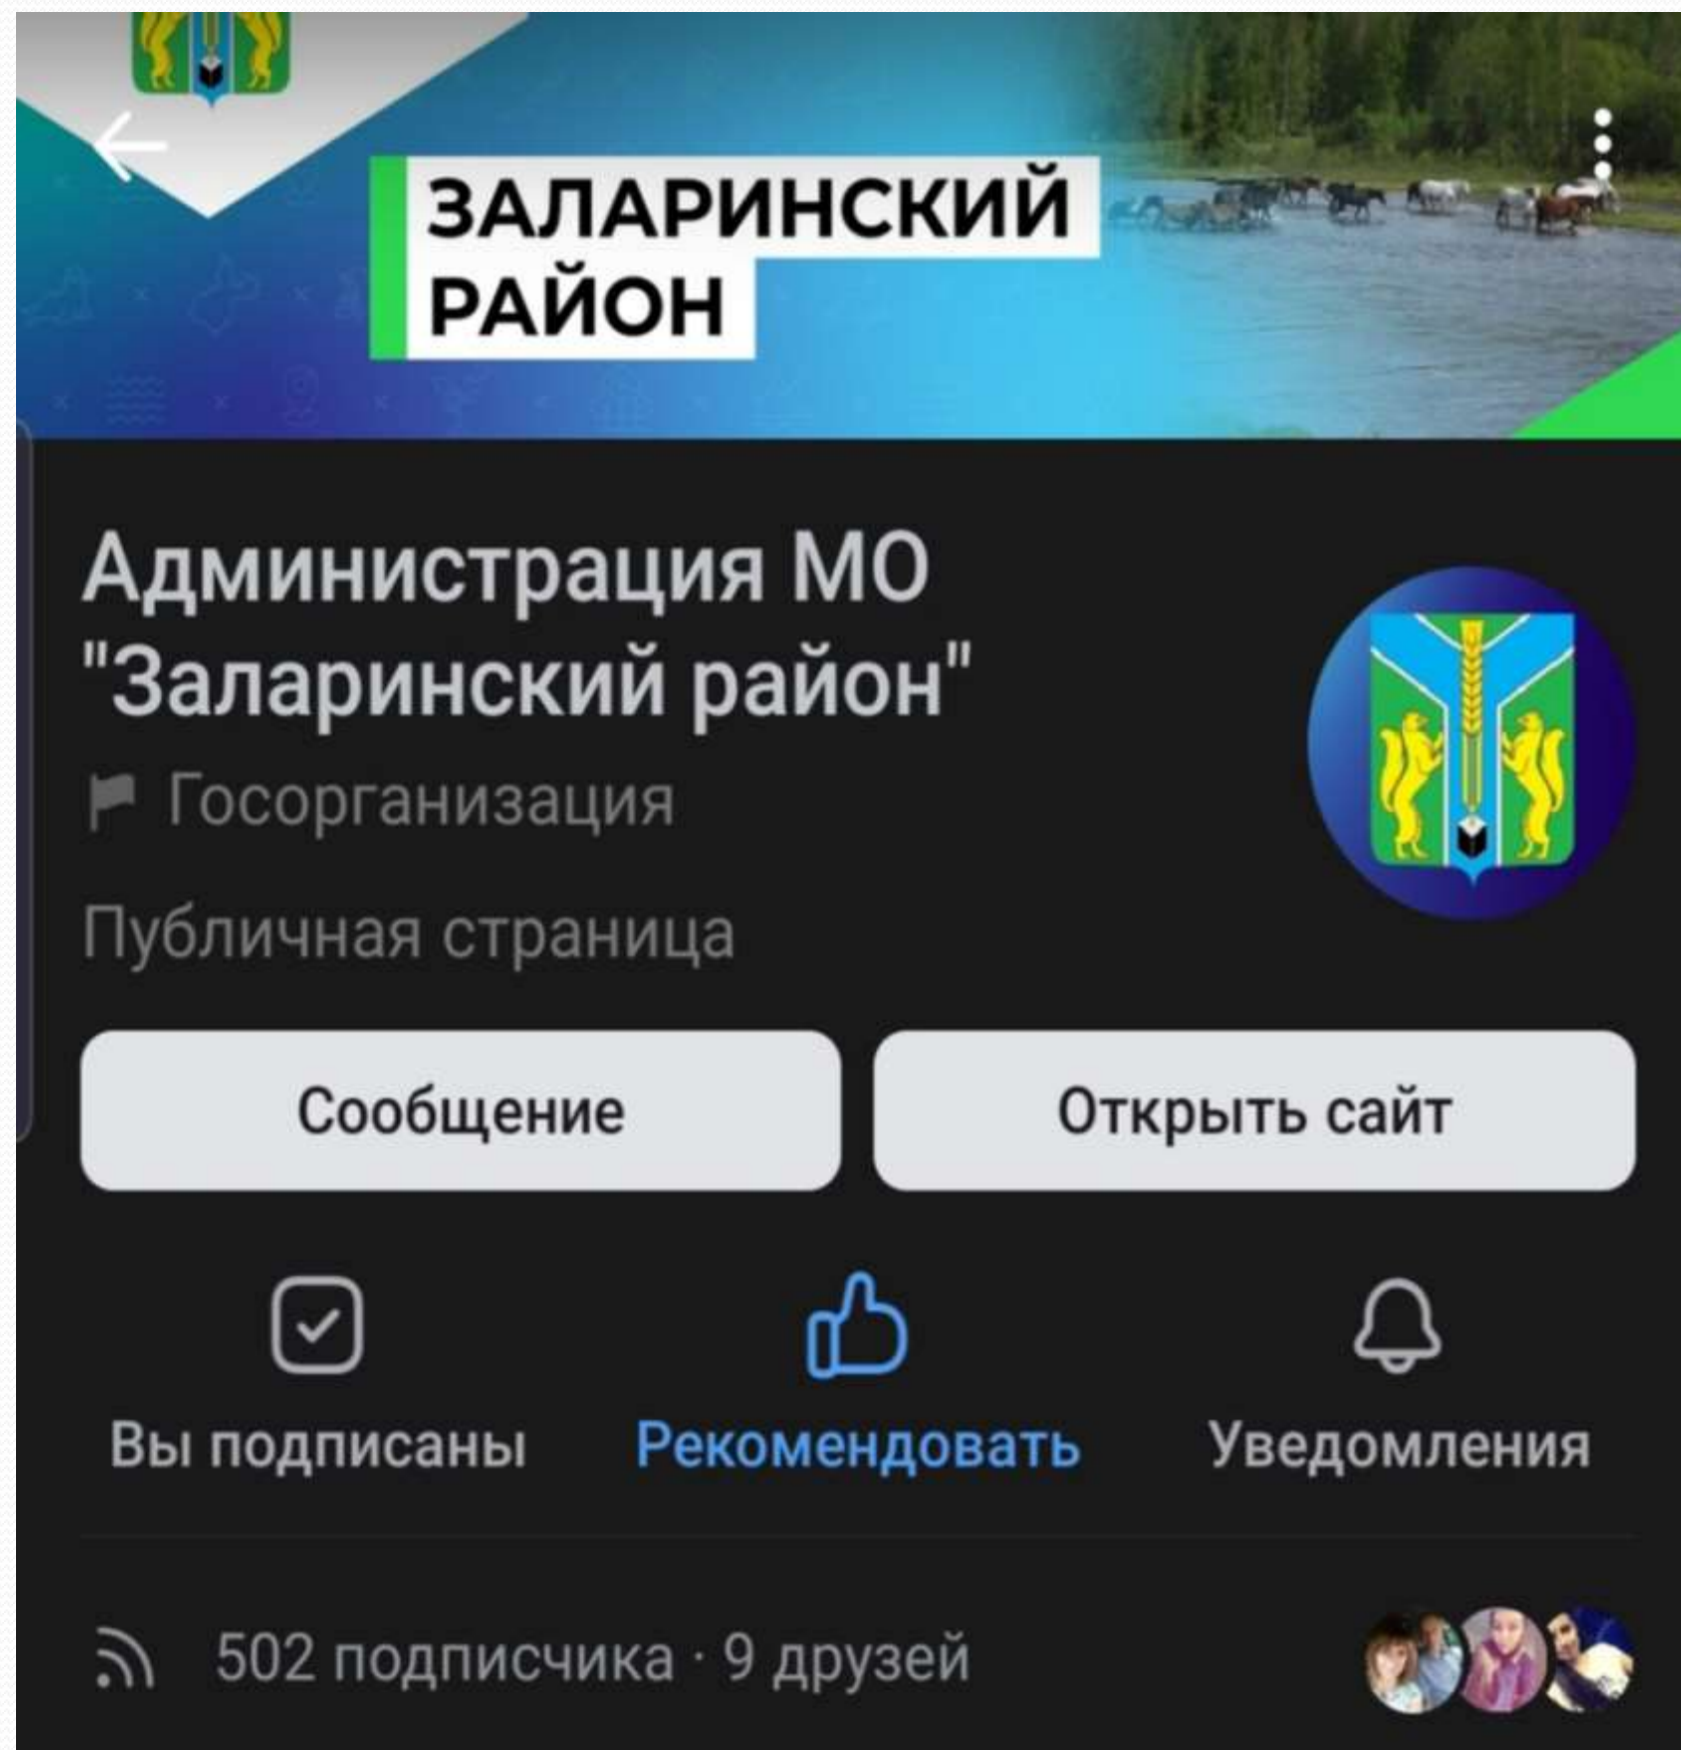 ЗАЛАРИНСКИЙ
РАЙОН
Администрация МО
"Заларинский район"
Госорганизация
Публичная страница
Сообщение
Открыть сайт
Вы подписаны
Рекомендовать
Уведомления
502 подписчика · 9 друзей